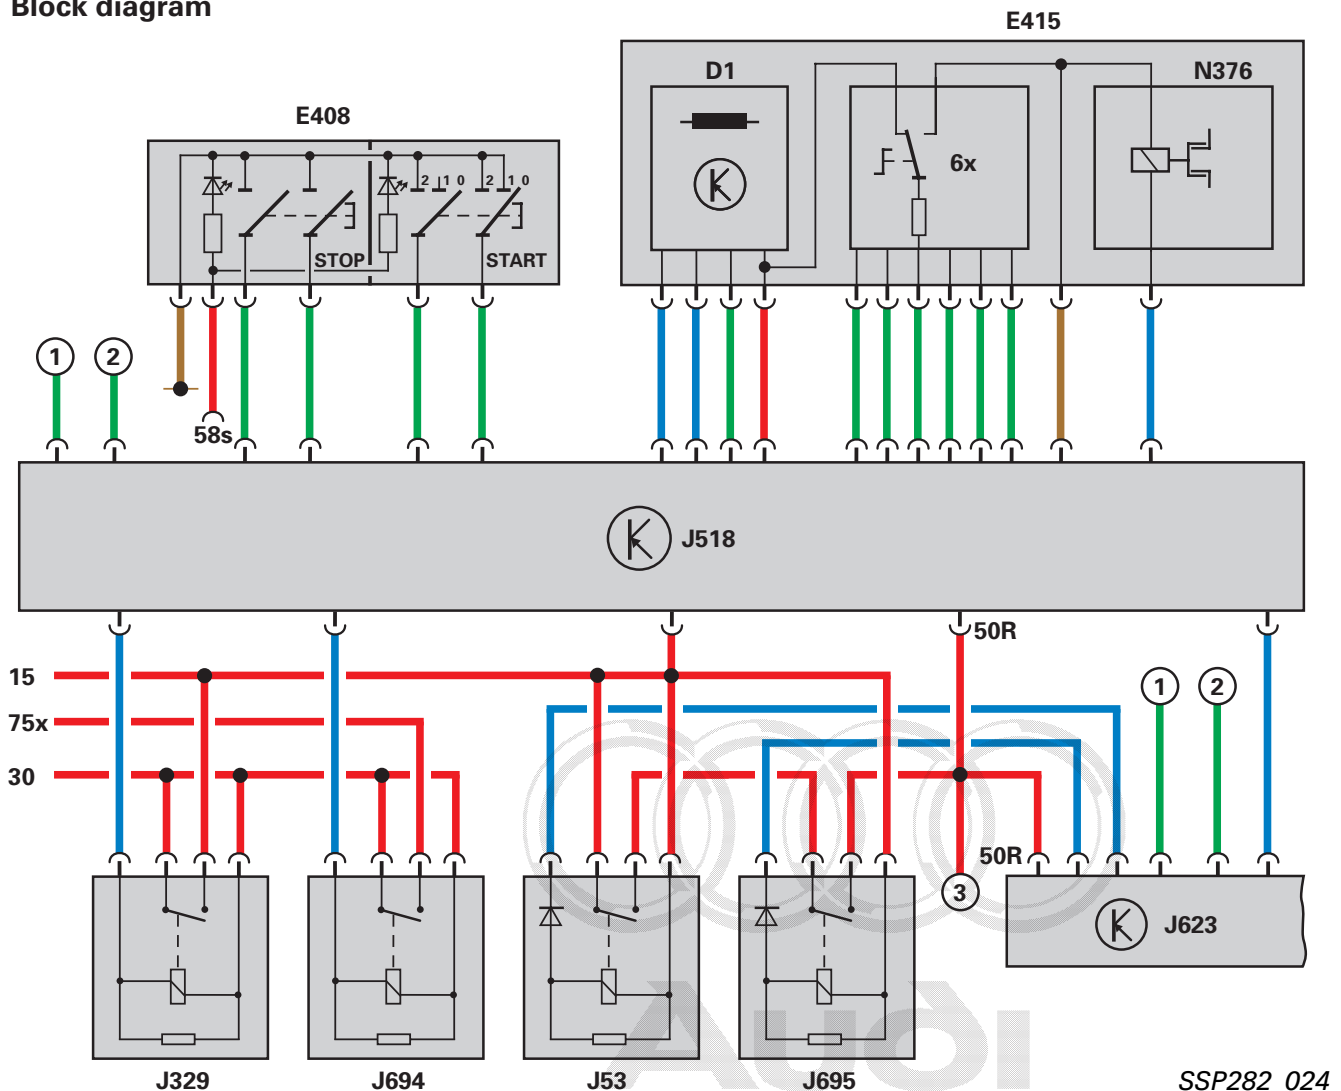 Block diagram
E415
D1
N376
E408
6x
2 1 0 2 1 0
STOP
START
1 2
58s
J518
50R
15
1 2
75x
30
50R
3
J623
AUDI
J329 J694 J53 J695
SSP282_024